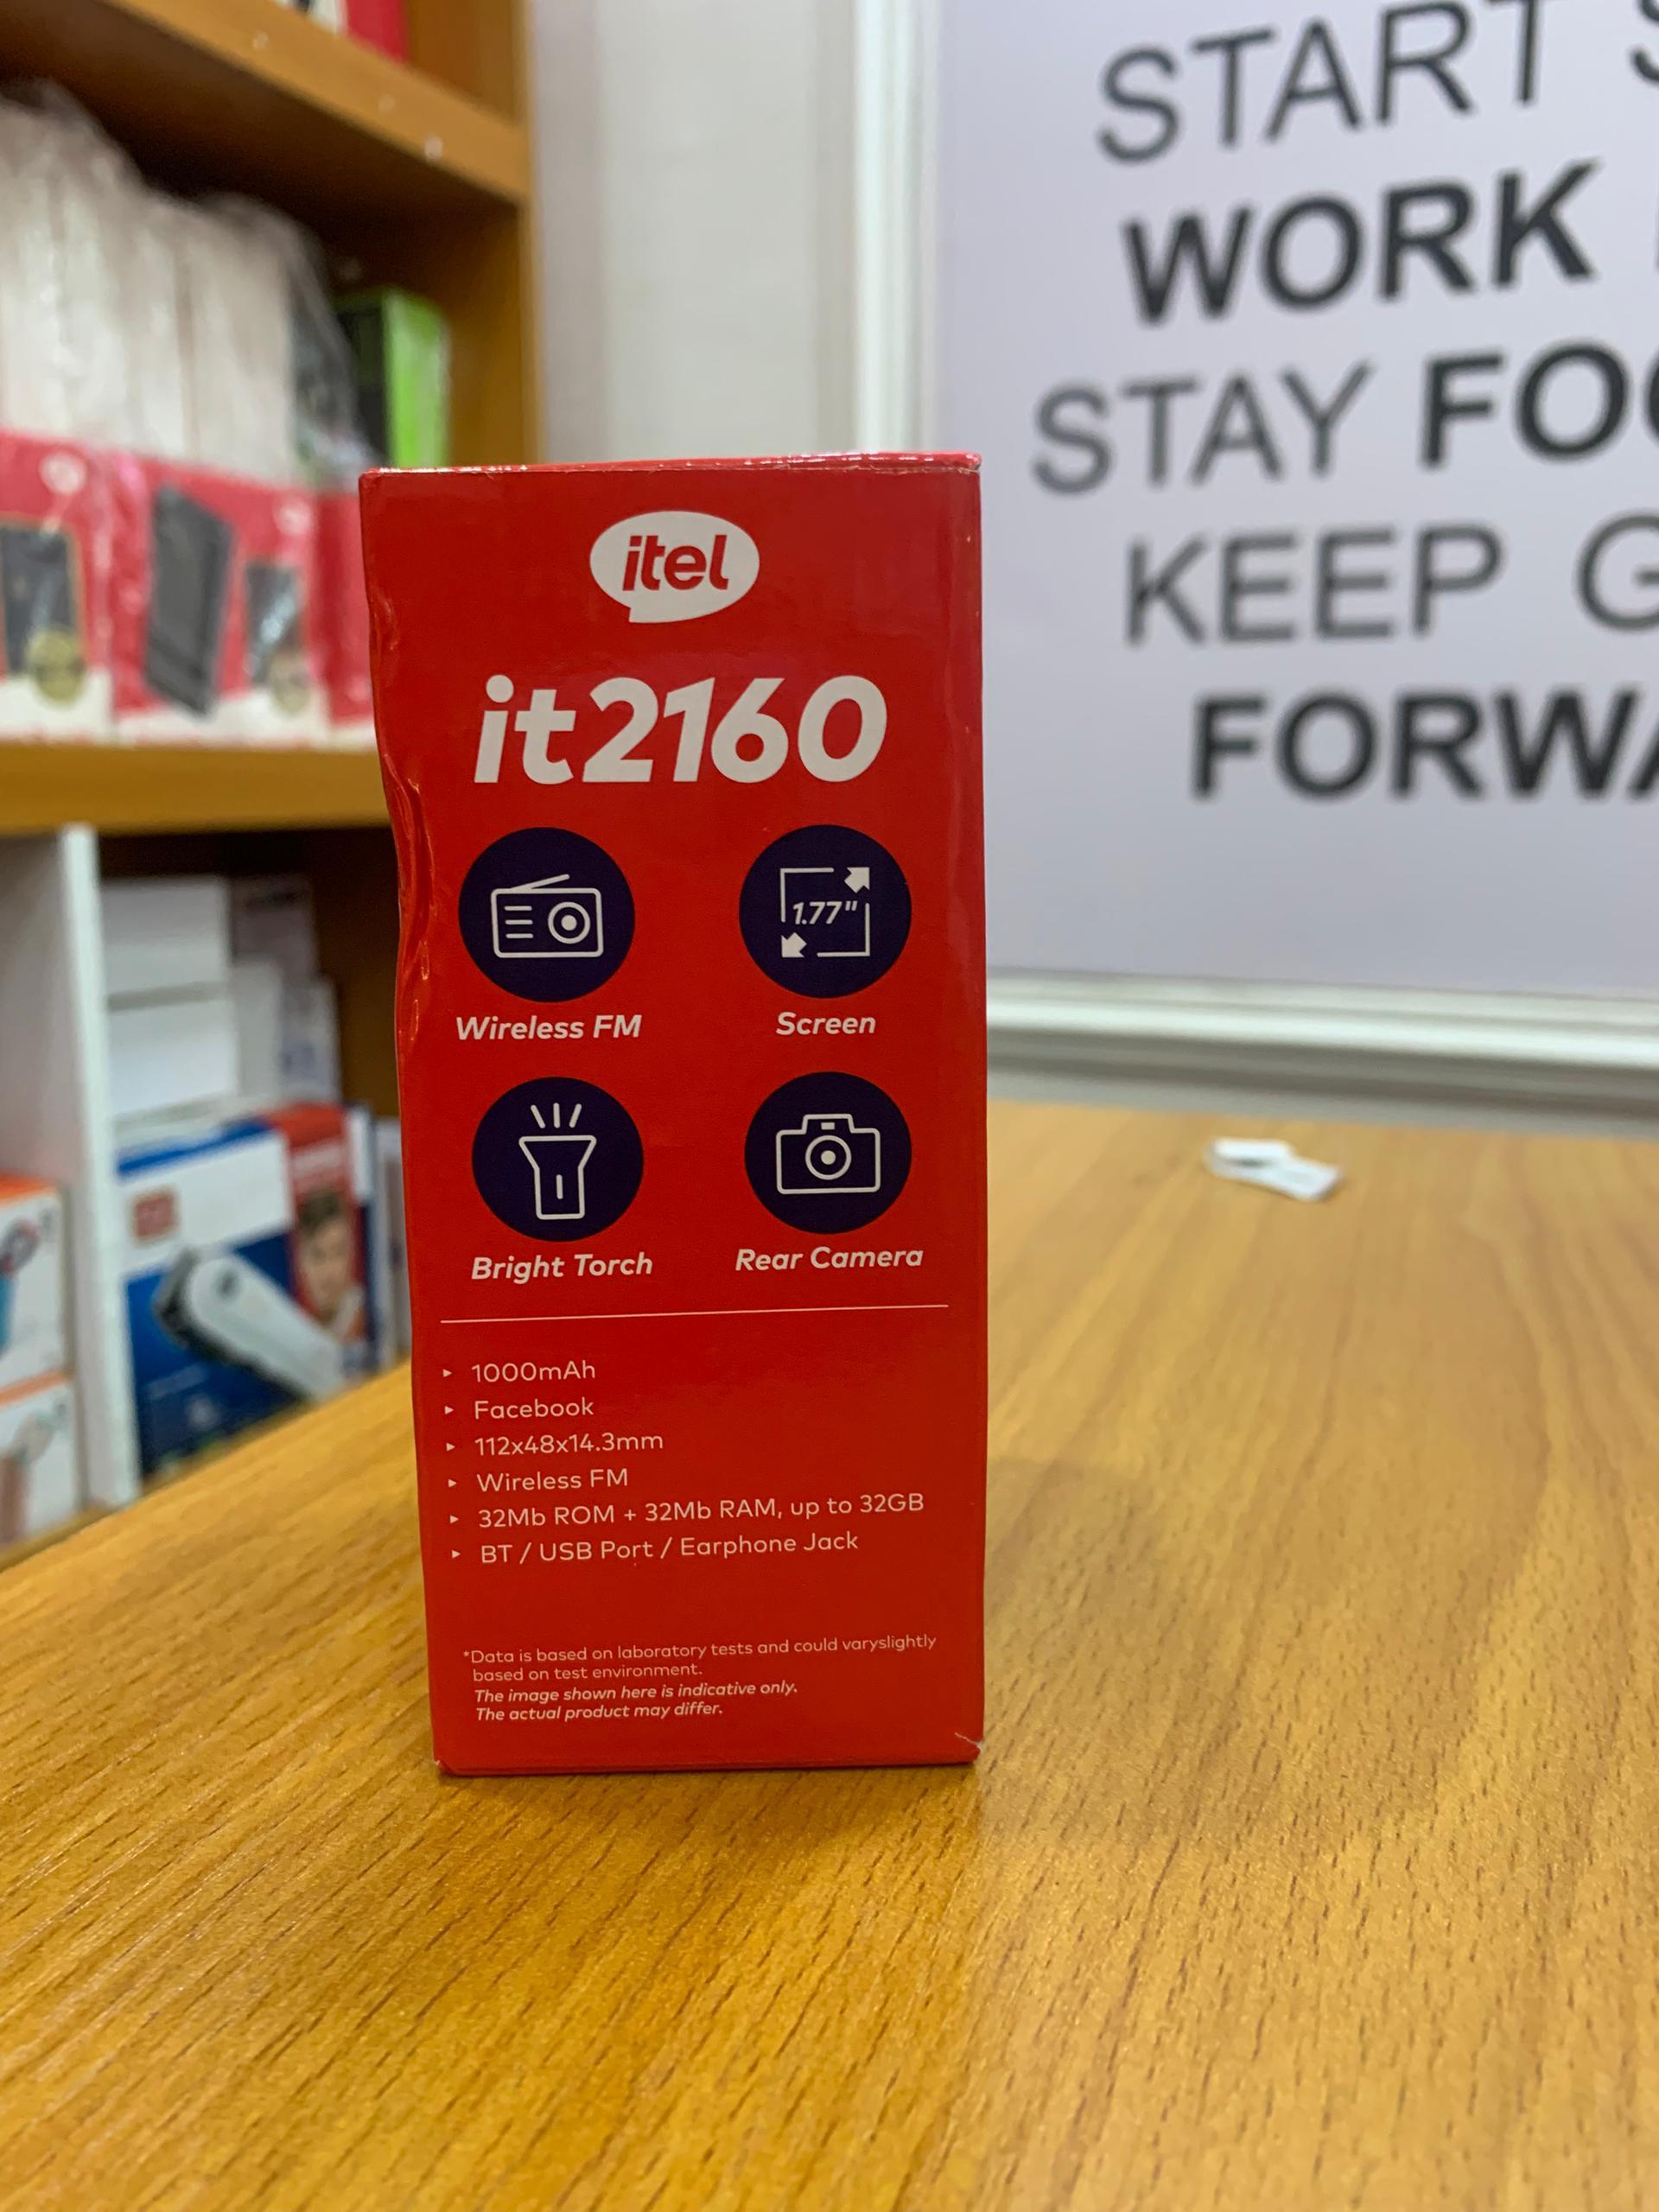 START
WORK
STAY
KEEP
itel
it2160
1.77"
Wireless FM
Screen
Bright Torch
Rear Camera
▸ 1000mAh
▸ Facebook
▸ 112x48x14.3mm
▸ Wireless FM
▸ 32Mb ROM + 32Mb RAM, up to 32GB
▸ BT / USB Port / Earphone Jack
*Data is based on laboratory tests and could varyslightly
based on test environment.
The image shown here is indicative only.
The actual product may differ.